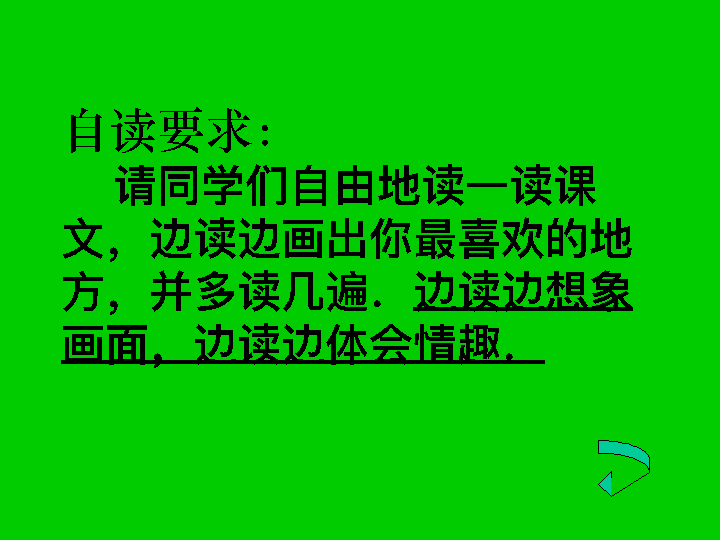 自读要求：
请同学们自由地读一读课
文，边读边画出你最喜欢的地
方，并多读几遍．边读边想象
画面，边读边体会情趣．